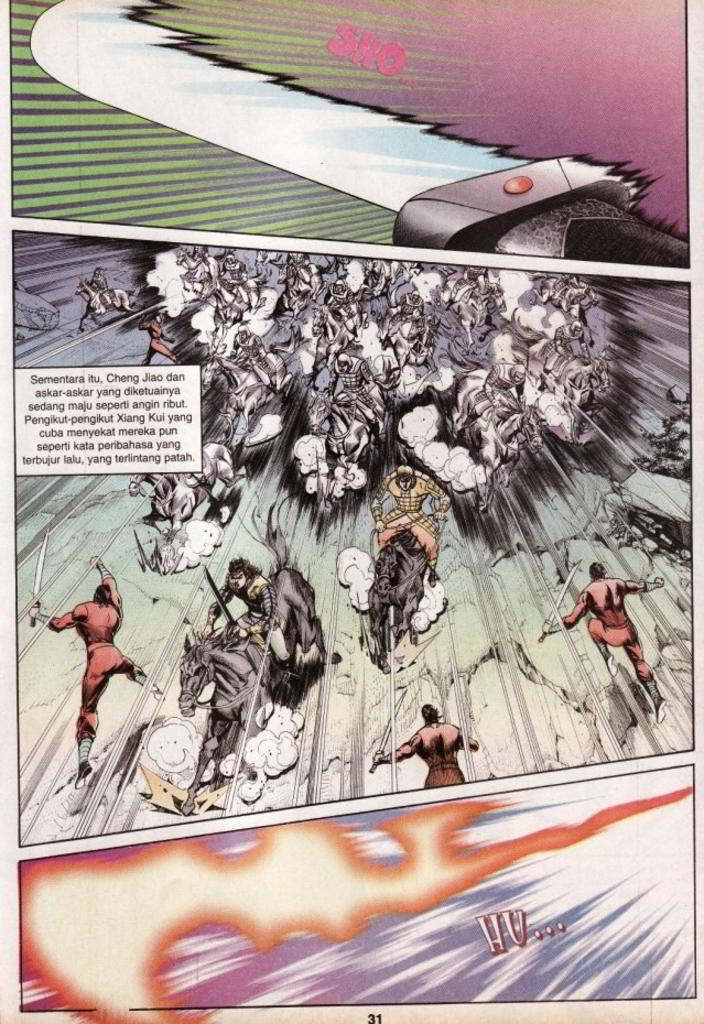 SHO..
Sementara itu, Cheng Jiao dan
askar-askar yang diketuainya
sedang maju seperti angin ribut.
Pengikut-pengikut Xiang Kui yang
cuba menyekat mereka pun
seperti kata peribahasa yang
terbujur lalu, yang terlintang patah.
HU...
31